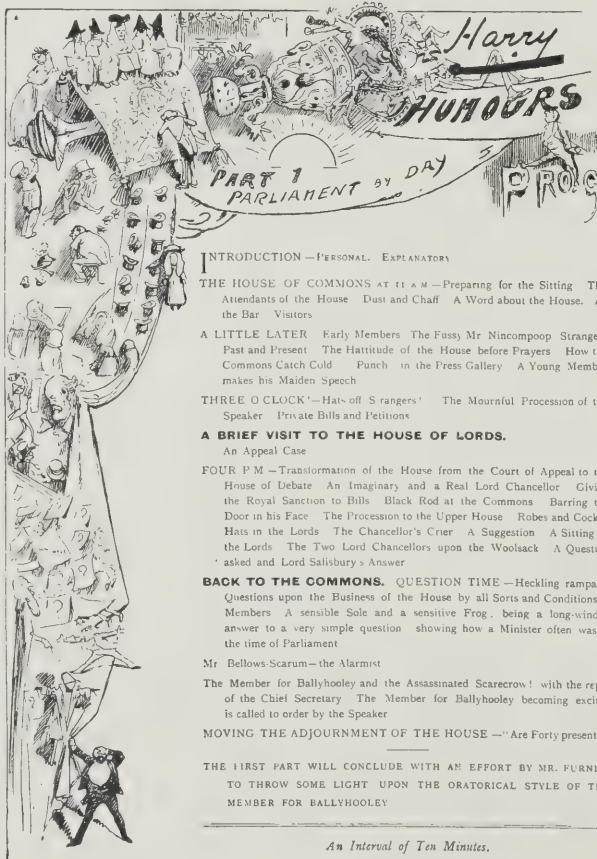 Harry
HUMOURS
PART 1
PARLIAMENT BY DAY
PROG
INTRODUCTION—PERSONAL. EXPLANATORY
THE HOUSE OF COMMONS AT 11 A M—Preparing for the Sitting Th
Attendants of the House Dust and Chaff A Word about the House. A
the Bar Visitors
A LITTLE LATER Early Members The Fussy Mr Nincompoop Strange
Past and Present The Hattitude of the House before Prayers How t
Commons Catch Cold Punch in the Press Gallery A Young Memb
makes his Maiden Speech
THREE O CLOCK'—Hats off S rangers' The Mournful Procession of t
Speaker Private Bills and Petitions
A BRIEF VISIT TO THE HOUSE OF LORDS.
An Appeal Case
FOUR P M—Transformation of the House from the Court of Appeal to t
House of Debate An Imaginary and a Real Lord Chancellor Givi
the Royal Sanction to Bills Black Rod at the Commons Barring t
Door in his Face The Procession to the Upper House Robes and Cock
Hats in the Lords The Chancellor's Crier A Suggestion A Sitting
the Lords The Two Lord Chancellors upon the Woolsack A Questi
asked and Lord Salisbury s Answer
BACK TO THE COMMONS. QUESTION TIME—Heckling rampa
Questions upon the Business of the House by all Sorts and Conditions
Members A sensible Sole and a sensitive Frog. being a long-wind
answer to a very simple question showing how a Minister often was
the time of Parliament
Mr Bellows-Scarum—the Alarmist
The Member for Ballyhooley and the Assassinated Scarecrow! with the rep
of the Chief Secretary The Member for Ballyhooley becoming excit
is called to order by the Speaker
MOVING THE ADJOURNMENT OF THE HOUSE—"Are Forty present
THE FIRST PART WILL CONCLUDE WITH AN EFFORT BY MR. FURNI
TO THROW SOME LIGHT UPON THE ORATORICAL STYLE OF T
MEMBER FOR BALLYHOOLEY
An Interval of Ten Minutes.